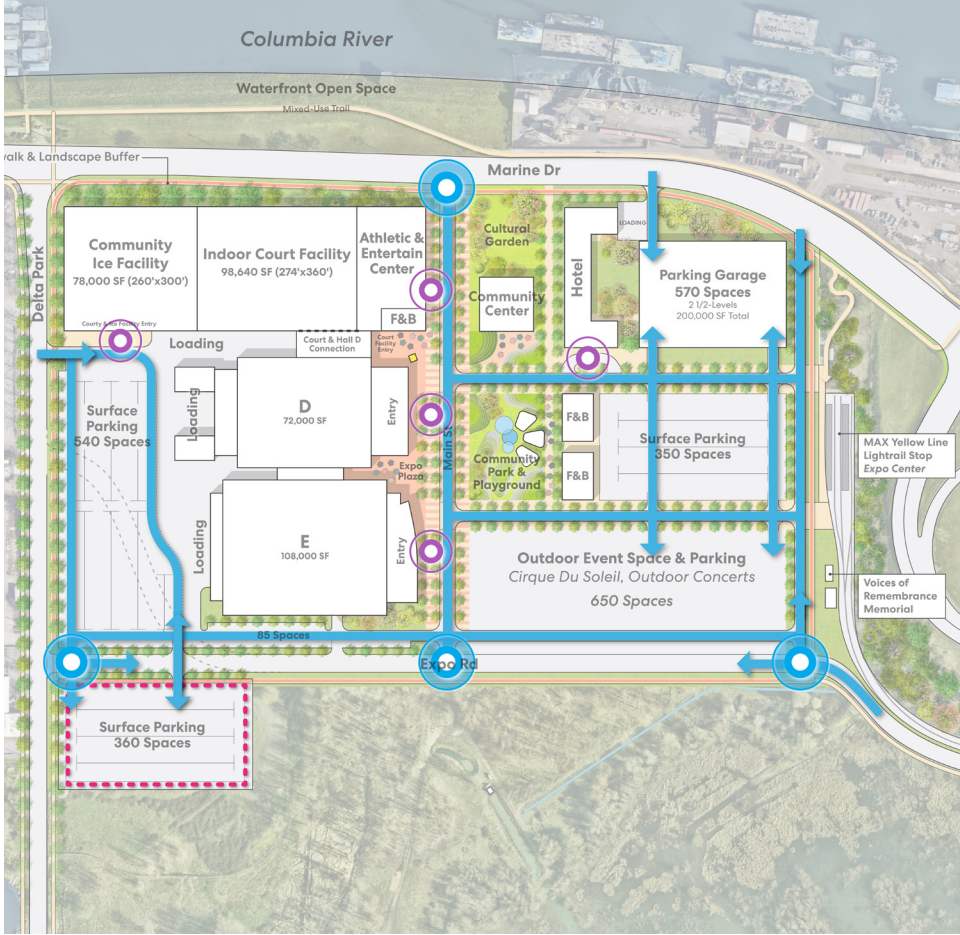 Columbia River
Waterfront Open Space
Mixed-Use Trail
walk & Landscape Buffer
Marine Dr
Delta Park
Community
Ice Facility
78,000 SF (260'x300')
Indoor Court Facility
98,640 SF (274'x360')
Athletic &
Entertain
Center
F&B
Cultural
Garden
Community
Center
Hotel
LOADING
Parking Garage
570 Spaces
2 1/2-Levels
200,000 SF Total
Courty & Ice Facility Entry
Loading
Court & Hall D
Connection
Court
Facility
Entry
Surface
Parking
540 Spaces
Loading
D
72,000 SF
Entry
Main St
Expo
Plaza
Community
Park &
Playground
F&B
F&B
Surface Parking
350 Spaces
MAX Yellow Line
Lightrail Stop
Expo Center
Loading
E
108,000 SF
Entry
Outdoor Event Space & Parking
Cirque Du Soleil, Outdoor Concerts
650 Spaces
Voices of
Remembrance
Memorial
85 Spaces
Expo Rd
Surface Parking
360 Spaces